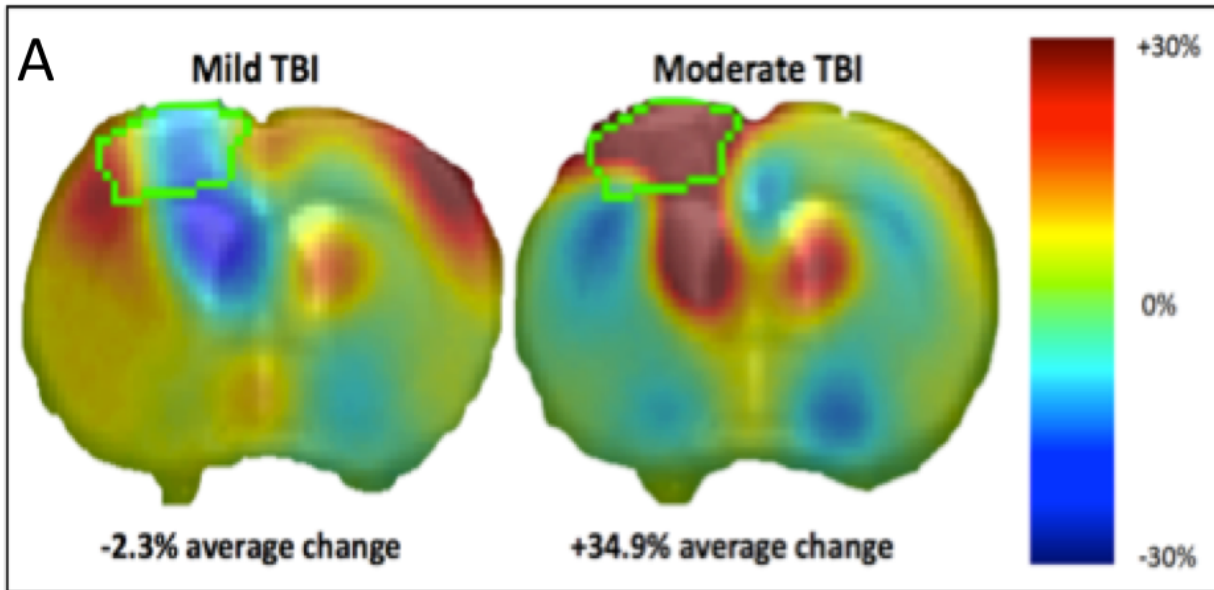 A
Mild TBI
Moderate TBI
+30%
0%
-30%
-2.3% average change
+34.9% average change